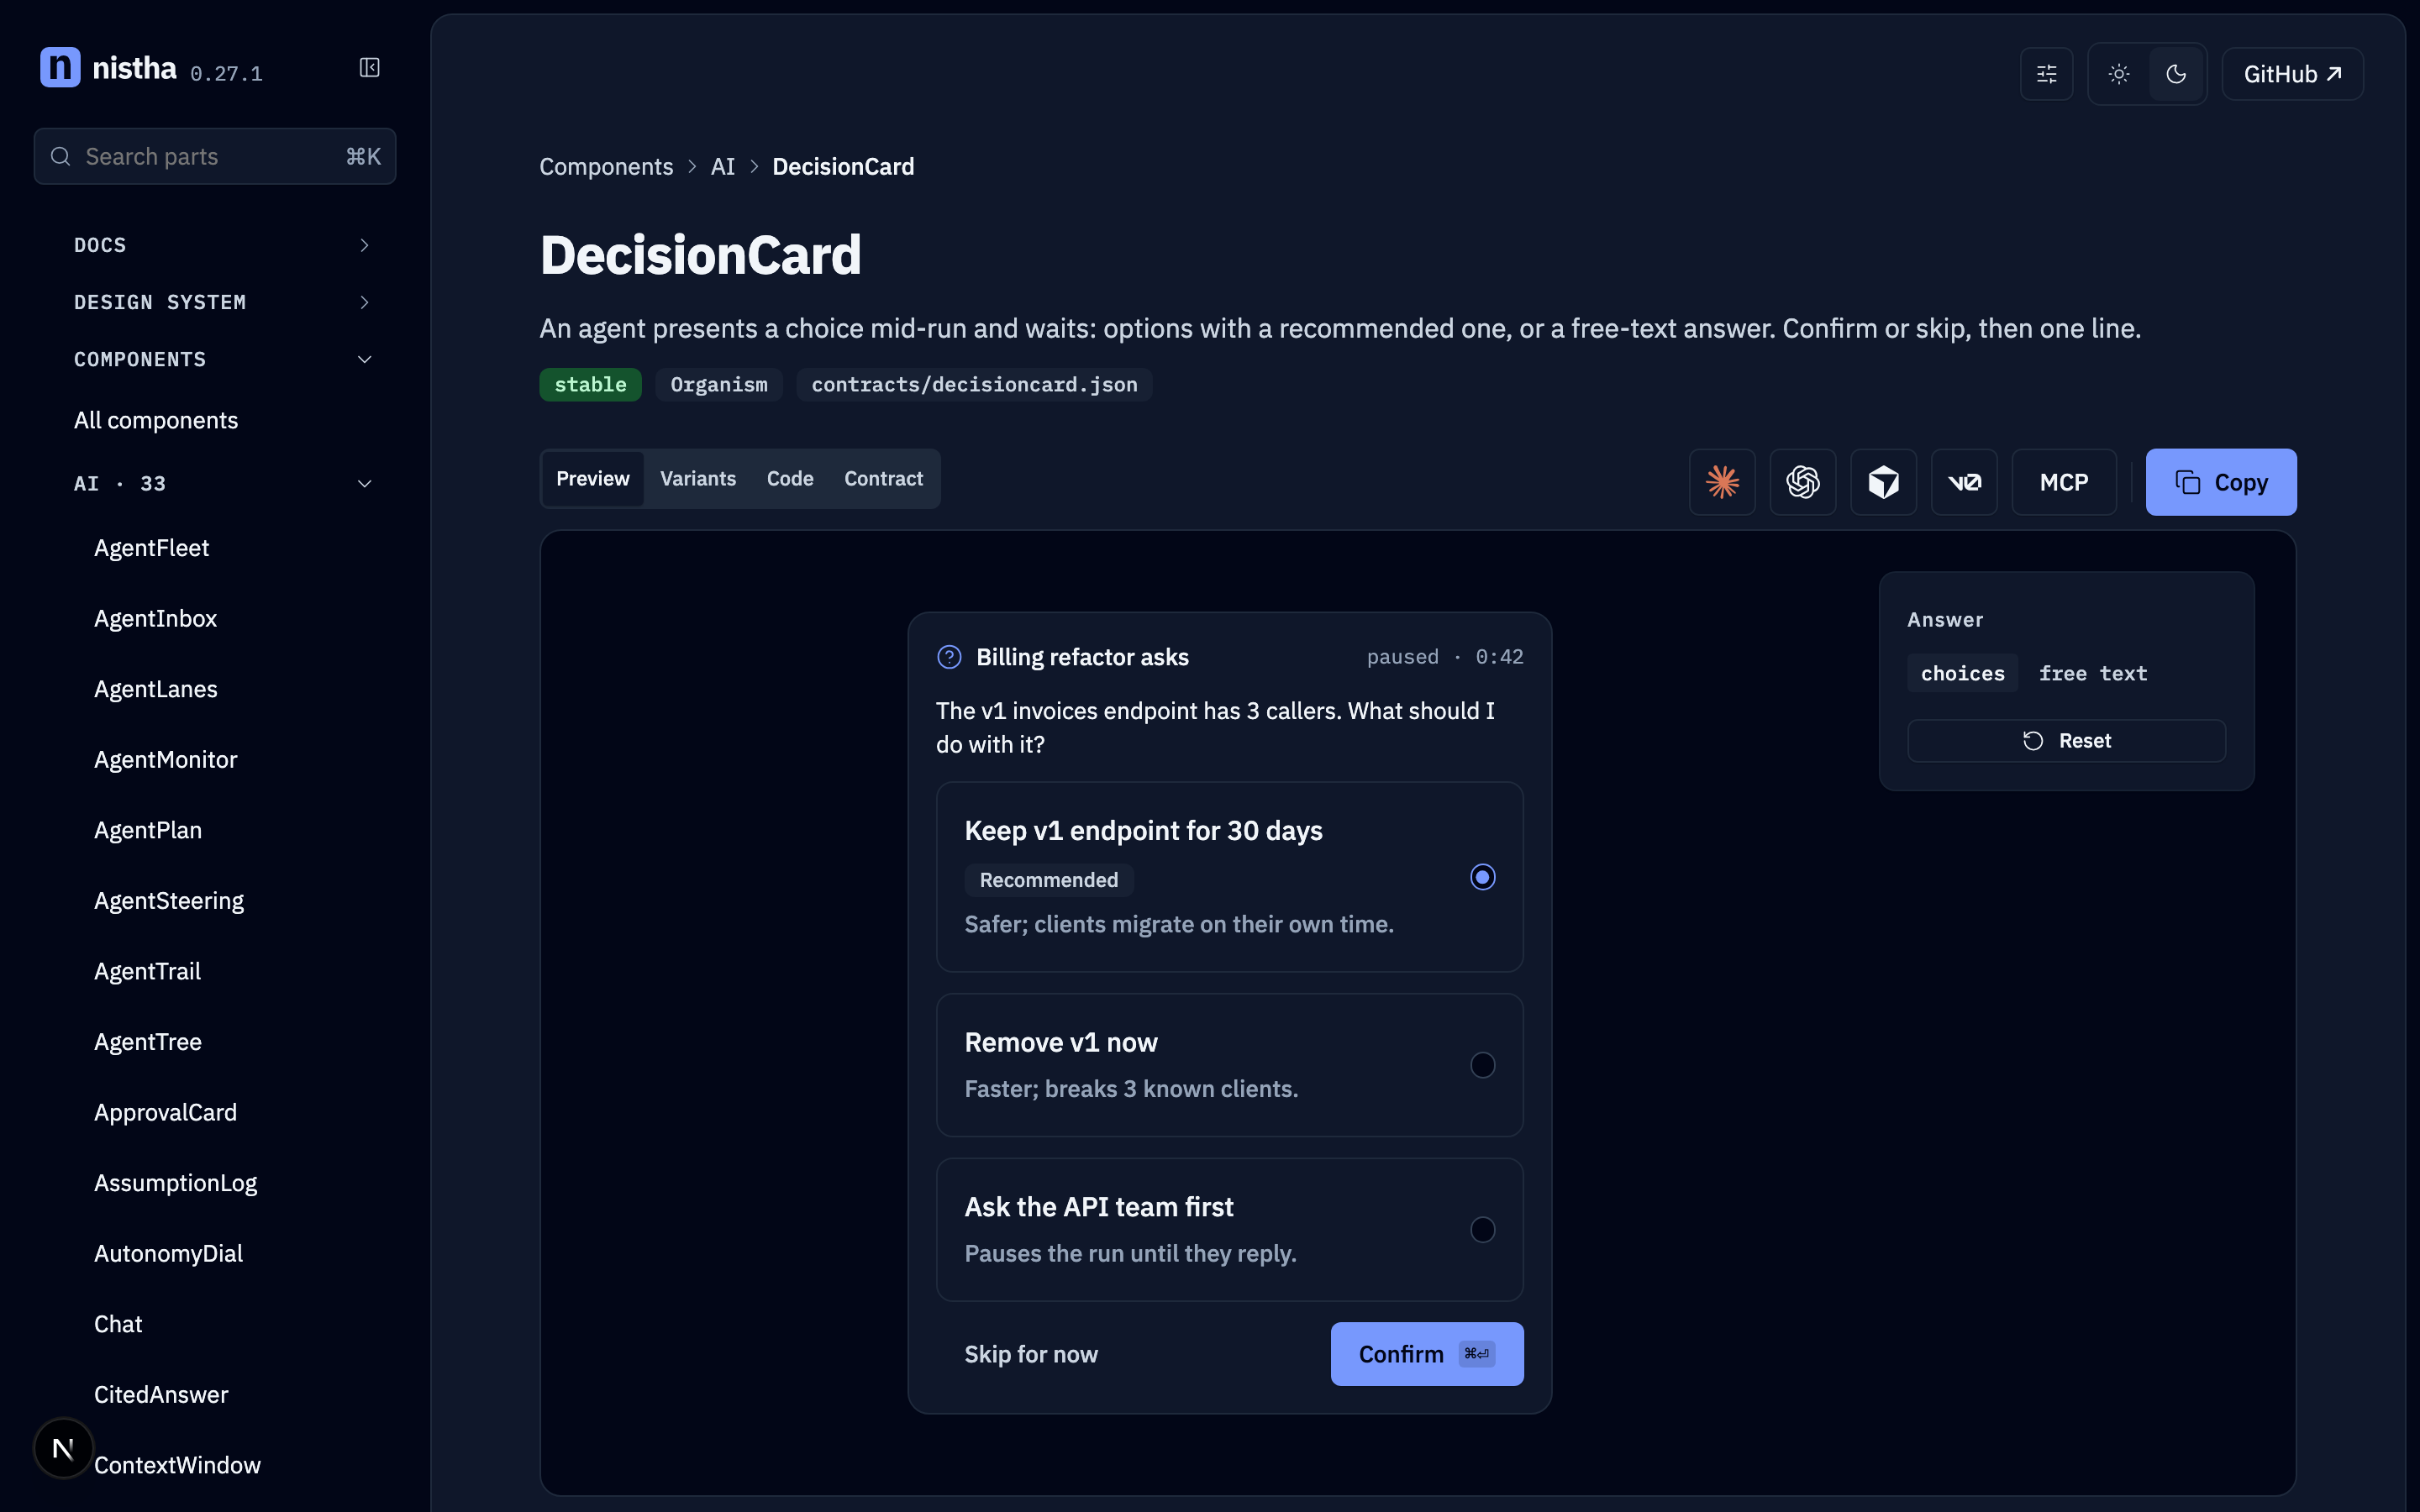 n nistha 0.27.1
Search parts ⌘K
DOCS
DESIGN SYSTEM
COMPONENTS
All components
AI · 33
AgentFleet
AgentInbox
AgentLanes
AgentMonitor
AgentPlan
AgentSteering
AgentTrail
AgentTree
ApprovalCard
AssumptionLog
AutonomyDial
Chat
CitedAnswer
ContextWindow
N
GitHub ↗
Components > AI > DecisionCard
DecisionCard
An agent presents a choice mid-run and waits: options with a recommended one, or a free-text answer. Confirm or skip, then one line.
stable Organism contracts/decisioncard.json
Preview Variants Code Contract
v0 MCP Copy
Billing refactor asks paused · 0:42
The v1 invoices endpoint has 3 callers. What should I
do with it?
Keep v1 endpoint for 30 days
Recommended
Safer; clients migrate on their own time.
Remove v1 now
Faster; breaks 3 known clients.
Ask the API team first
Pauses the run until they reply.
Skip for now Confirm ⌘⏎
Answer
choices free text
Reset